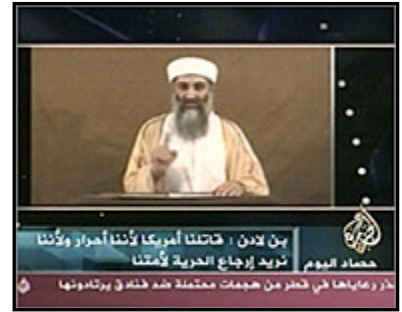 بن لادن : قاتلنا أمريكا لأننا أحرار ولأننا
نريد إرجاع الحرية لأمتنا
حصاد اليوم
رعاياها في قطر من هجمات محتملة ضد فنادق يرتادونها